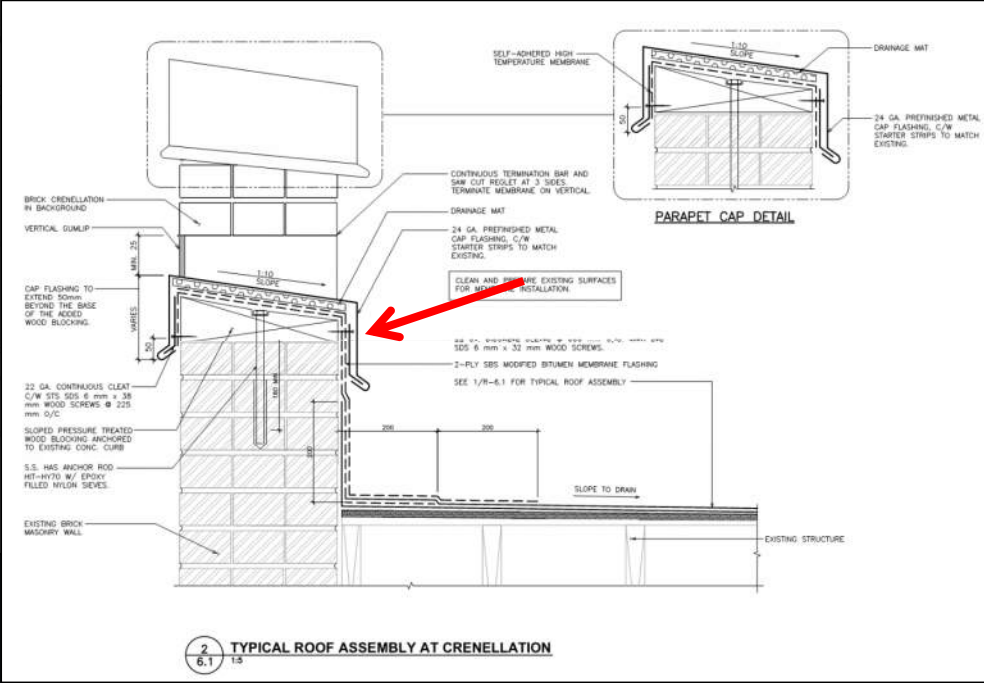 1:10
SLOPE
SELF-ADHERED HIGH
TEMPERATURE MEMBRANE
DRAINAGE MAT
50
24 GA. PREFINISHED METAL
CAP FLASHING, C/W
STARTER STRIPS TO MATCH
EXISTING.
PARAPET CAP DETAIL
CONTINUOUS TERMINATION BAR AND
SAW CUT REGLET AT 3 SIDES.
TERMINATE MEMBRANE ON VERTICAL.
BRICK CRENELLATION
IN BACKGROUND
VERTICAL GUMLIP
DRAINAGE MAT
24 GA. PREFINISHED METAL
CAP FLASHING, C/W
STARTER STRIPS TO MATCH
EXISTING.
MIN. 25
1:10
SLOPE
CLEAN AND EXISTING SURFACES
FOR INSTALLATION.
CAP FLASHING TO
EXTEND 50mm
BEYOND THE BASE
OF THE ADDED
WOOD BLOCKING.
VARIES
50
SDS 6 mm x 32 mm WOOD SCREWS.
2-PLY SBS MODIFIED BITUMEN MEMBRANE FLASHING
SEE 1/R-6.1 FOR TYPICAL ROOF ASSEMBLY
22 GA. CONTINUOUS CLEAT
C/W STS SDS 6 mm x 38
mm WOOD SCREWS @ 225
mm O/C
180 MIN
SLOPED PRESSURE TREATED
WOOD BLOCKING ANCHORED
TO EXISTING CONC. CURB
200
200
200
S.S. HAS ANCHOR ROD
HIT-HY70 W/ EPOXY
FILLED NYLON SIEVES.
SLOPE TO DRAIN
EXISTING BRICK
MASONRY WALL
EXISTING STRUCTURE
2
6.1
TYPICAL ROOF ASSEMBLY AT CRENELLATION
1:5